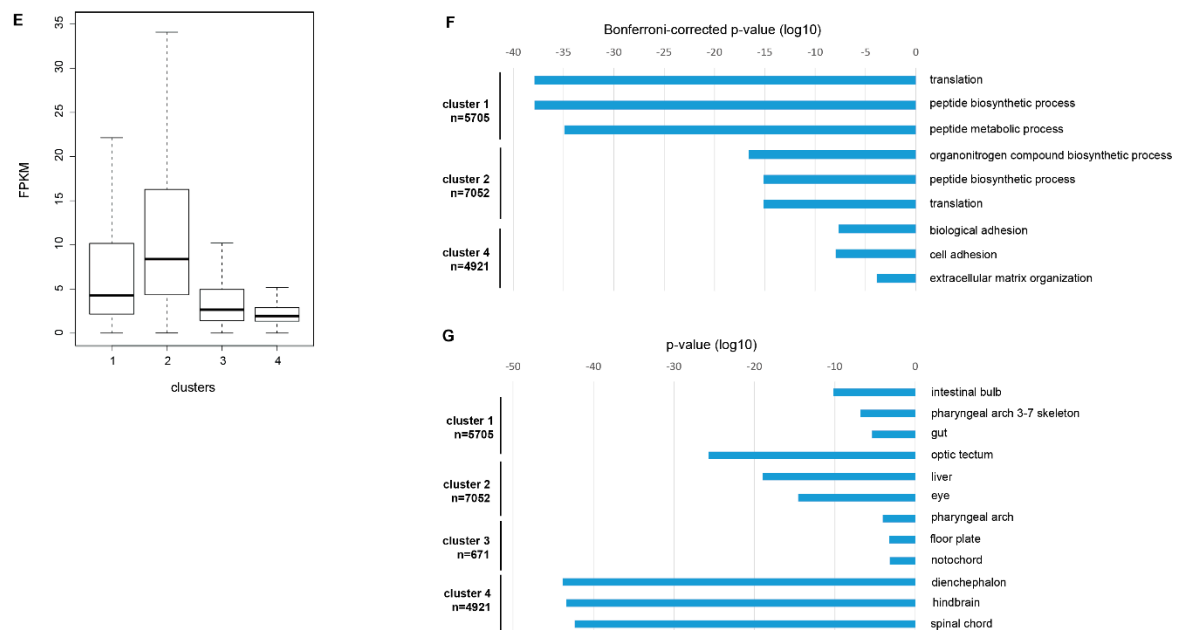 E
35
30
25
20
15
10
5
0
FPKM
1 2 3 4
clusters
F
Bonferroni-corrected p-value (log10)
-40 -35 -30 -25 -20 -15 -10 -5 0
cluster 1
n=5705
translation
peptide biosynthetic process
peptide metabolic process
cluster 2
n=7052
organonitrogen compound biosynthetic process
peptide biosynthetic process
translation
cluster 4
n=4921
biological adhesion
cell adhesion
extracellular matrix organization
G
p-value (log10)
-50 -40 -30 -20 -10 0
cluster 1
n=5705
intestinal bulb
pharyngeal arch 3-7 skeleton
gut
cluster 2
n=7052
optic tectum
liver
eye
cluster 3
n=671
pharyngeal arch
floor plate
notochord
cluster 4
n=4921
dienchephalon
hindbrain
spinal chord